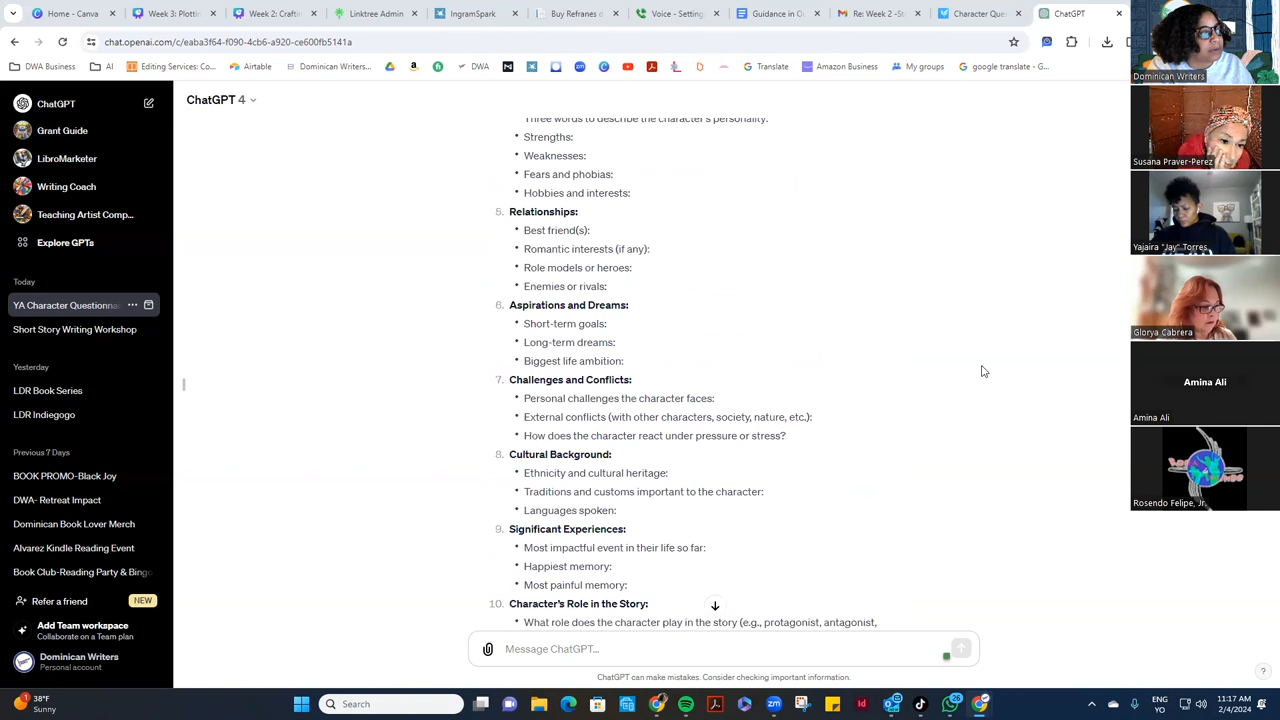 - Canva
Week 3: Plottin
Week 2: Charac
Linktree Admin
Inspiration Spa
Jay Refranes d
Voice - Setting
Guidance in C
Gmail Re: Week
Character Que
ChatGPT
chat.openai.com/c/eaba3f64-f090-4cb6-a920-ce600fb5141a
DWA Business
AI
Editing Services: Co...
Airtable
Dominican Writers...
DWA
Translate
Amazon Business
My groups
google translate - G...
ChatGPT
Grant Guide
LibroMarketer
Writing Coach
Teaching Artist Comp...
Explore GPTs
Today
YA Character Questionna
Short Story Writing Workshop
Yesterday
LDR Book Series
LDR Indiegogo
Previous 7 Days
BOOK PROMO-Black Joy
DWA- Retreat Impact
Dominican Book Lover Merch
Alvarez Kindle Reading Event
Book Club-Reading Party & Bingo
Refer a friend
NEW
Add Team workspace
Collaborate on a Team plan
Dominican Writers
Personal account
ChatGPT 4
Three words to describe the character's personality:
• Strengths:
• Weaknesses:
• Fears and phobias:
• Hobbies and interests:
5. Relationships:
• Best friend(s):
• Romantic interests (if any):
• Role models or heroes:
• Enemies or rivals:
6. Aspirations and Dreams:
• Short-term goals:
• Long-term dreams:
• Biggest life ambition:
7. Challenges and Conflicts:
• Personal challenges the character faces:
• External conflicts (with other characters, society, nature, etc.):
• How does the character react under pressure or stress?
8. Cultural Background:
• Ethnicity and cultural heritage:
• Traditions and customs important to the character:
• Languages spoken:
9. Significant Experiences:
• Most impactful event in their life so far:
• Happiest memory:
• Most painful memory:
10. Character's Role in the Story:
• What role does the character play in the story (e.g., protagonist, antagonist,
Message ChatGPT...
ChatGPT can make mistakes. Consider checking important information.
?
Dominican Writers
Susana Praver-Perez
Yajaira "Jay" Torres
Glorya Cabrera
Amina Ali
Amina Ali
Rosendo Felipe, Jr.
38°F
Sunny
Search
26
ENG
YO
11:17 AM
2/4/2024